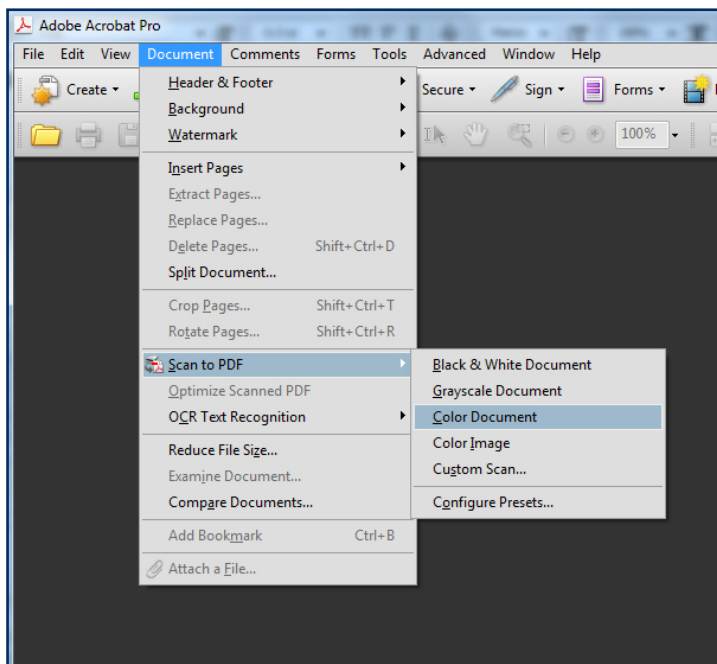 Adobe Acrobat Pro
File Edit View Document Comments Forms Tools Advanced Window Help
Create Secure Sign Forms
100%
Header & Footer
Background
Watermark
Insert Pages
Extract Pages...
Replace Pages...
Delete Pages... Shift+Ctrl+D
Split Document...
Crop Pages... Shift+Ctrl+T
Rotate Pages... Shift+Ctrl+R
Scan to PDF
Optimize Scanned PDF
OCR Text Recognition
Reduce File Size...
Examine Document...
Compare Documents...
Add Bookmark Ctrl+B
Attach a File...
Black & White Document
Grayscale Document
Color Document
Color Image
Custom Scan...
Configure Presets...